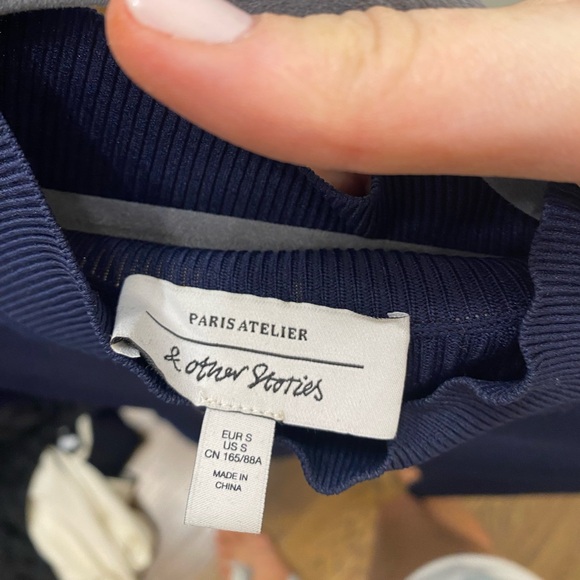 PARIS ATELIER
& other Stories
EUR S
US S
CN 165/88A
MADE IN
CHINA